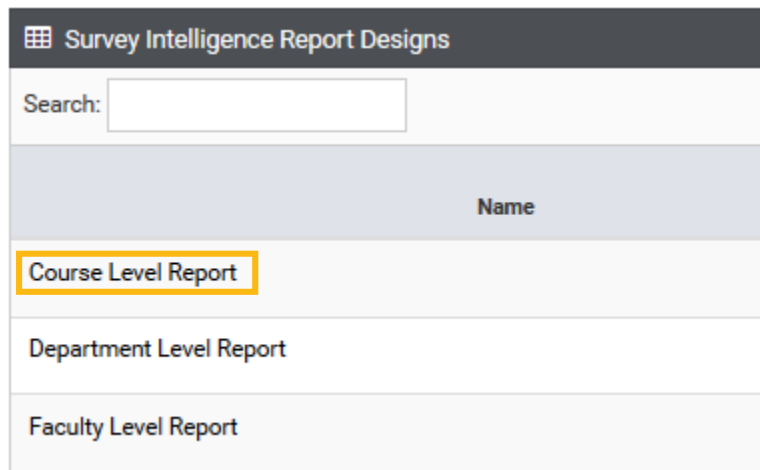 Survey Intelligence Report Designs
Search:
Name
Course Level Report
Department Level Report
Faculty Level Report